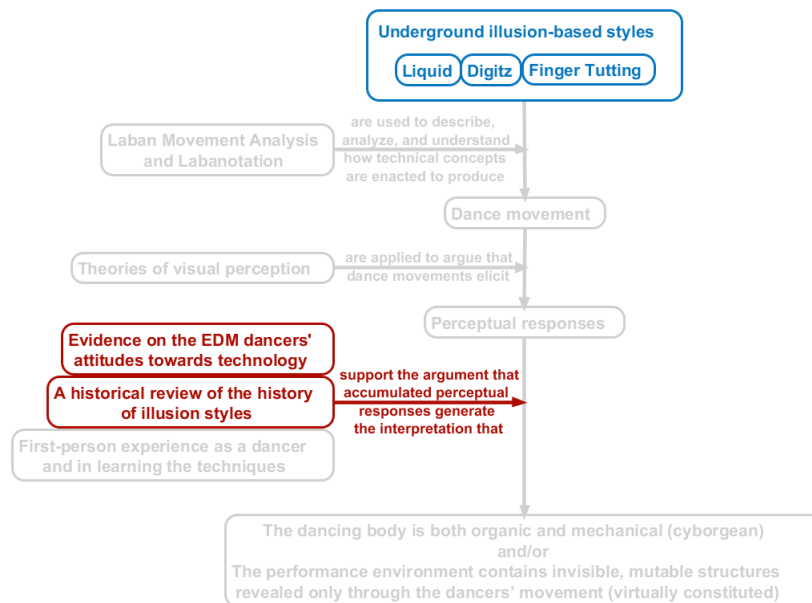 Underground illusion-based styles
Liquid Digitz Finger Tutting
Laban Movement Analysis
and Labanotation
are used to describe,
analyze, and understand
how technical concepts
are enacted to produce
Dance movement
Theories of visual perception
are applied to argue that
dance movements elicit
Perceptual responses
Evidence on the EDM dancers'
attitudes towards technology
A historical review of the history
of illusion styles
First-person experience as a dancer
and in learning the techniques
support the argument that
accumulated perceptual
responses generate
the interpretation that
The dancing body is both organic and mechanical (cyborgean)
and/or
The performance environment contains invisible, mutable structures
revealed only through the dancers’ movement (virtually constituted)